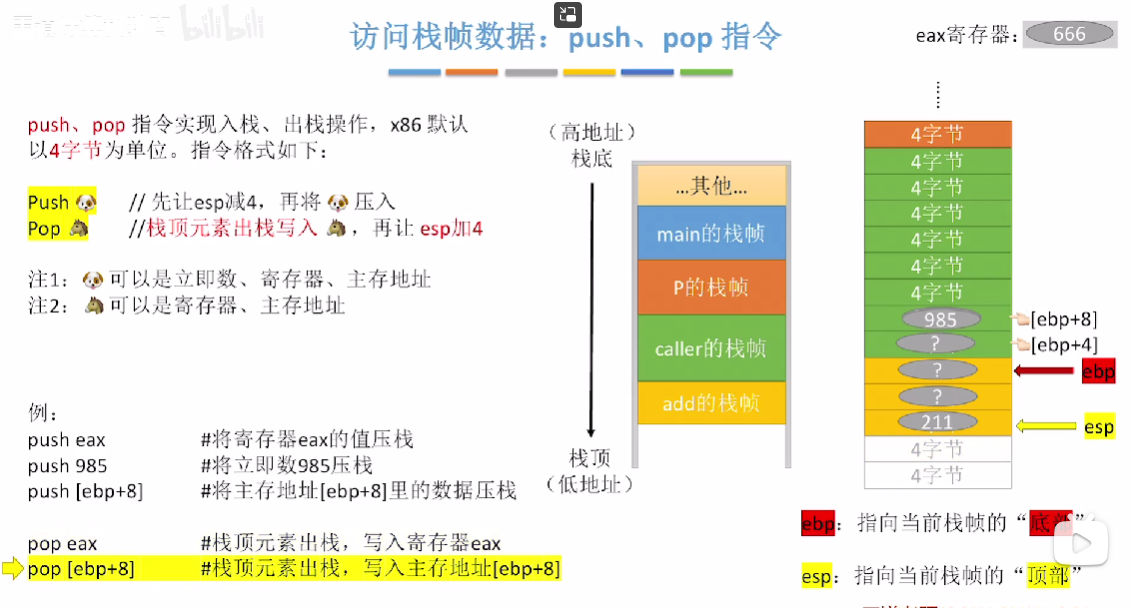 bilibili
访问栈帧数据：push、pop 指令
eax寄存器：
666
push、pop 指令实现入栈、出栈操作，x86 默认
以4字节为单位。指令格式如下：
Push 🐶 // 先让esp减4，再将 🐶 压入
Pop 🐴 //栈顶元素出栈写入 🐴 ，再让 esp加4
注1：🐶 可以是立即数、寄存器、主存地址
注2：🐴 可以是寄存器、主存地址
例：
push eax #将寄存器eax的值压栈
push 985 #将立即数985压栈
push [ebp+8] #将主存地址[ebp+8]里的数据压栈
pop eax #栈顶元素出栈，写入寄存器eax
pop [ebp+8] #栈顶元素出栈，写入主存地址[ebp+8]
（高地址）
栈底
...其他...
main的栈帧
P的栈帧
caller的栈帧
add的栈帧
栈顶
（低地址）
4字节
4字节
4字节
4字节
4字节
4字节
4字节
985 [ebp+8]
? [ebp+4]
? ebp
?
211 esp
4字节
4字节
ebp：指向当前栈帧的“底部”
esp：指向当前栈帧的“顶部”